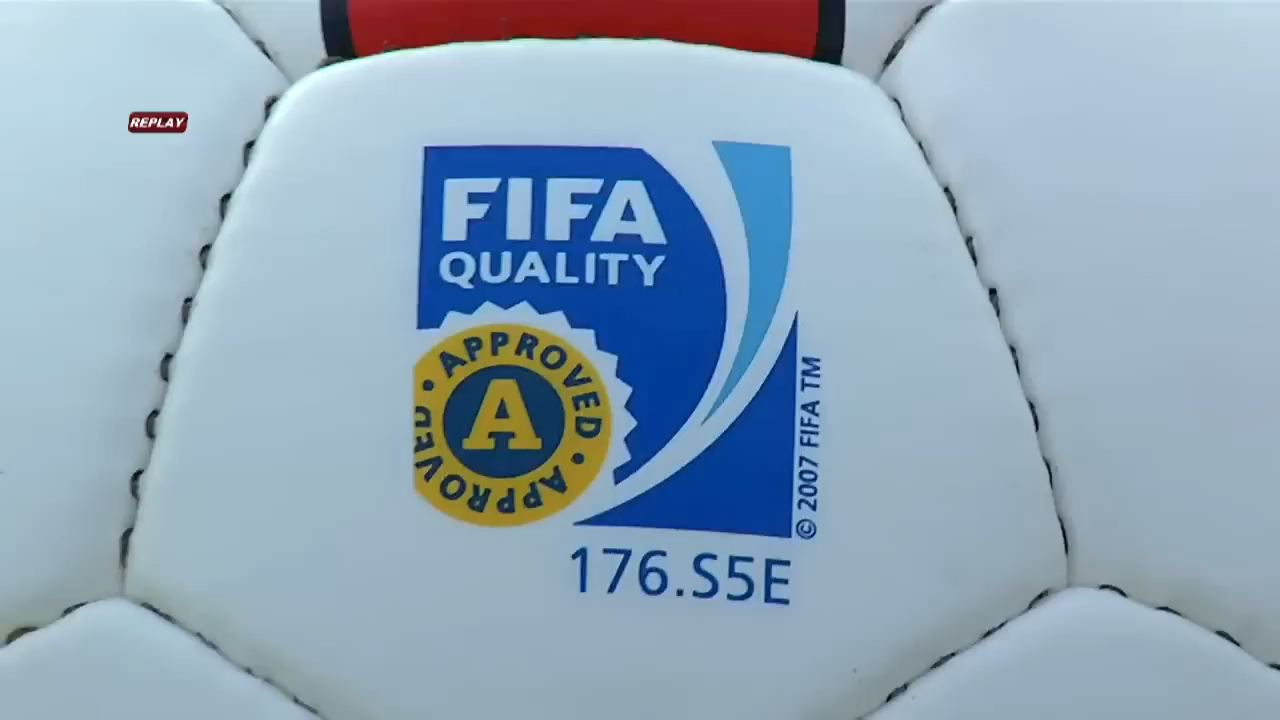 REPLAY
FIFA
QUALITY
APPROVED • APPROVED •
A
© 2007 FIFA TM
176.S5E